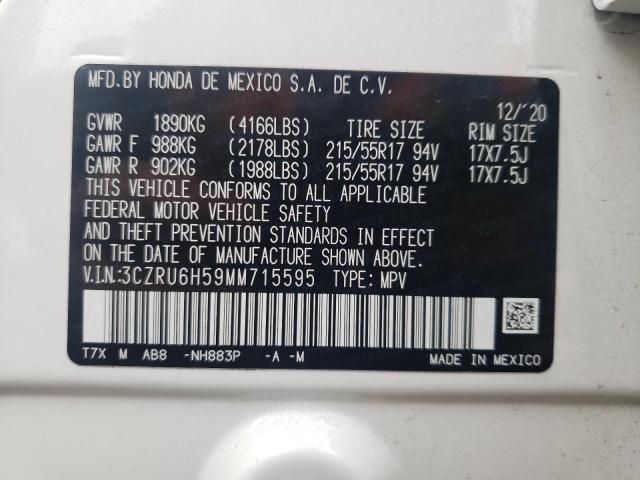 MFD.BY HONDA DE MEXICO S.A. DE C.V.
12/'20
GVWR 1890KG (4166LBS) TIRE SIZE RIM SIZE
GAWR F 988KG (2178LBS) 215/55R17 94V 17X7.5J
GAWR R 902KG (1988LBS) 215/55R17 94V 17X7.5J
THIS VEHICLE CONFORMS TO ALL APPLICABLE
FEDERAL MOTOR VEHICLE SAFETY
AND THEFT PREVENTION STANDARDS IN EFFECT
ON THE DATE OF MANUFACTURE SHOWN ABOVE.
V.I.N:3CZRU6H59MM715595 TYPE: MPV
T7X M AB8 -NH883P -A -M MADE IN MEXICO